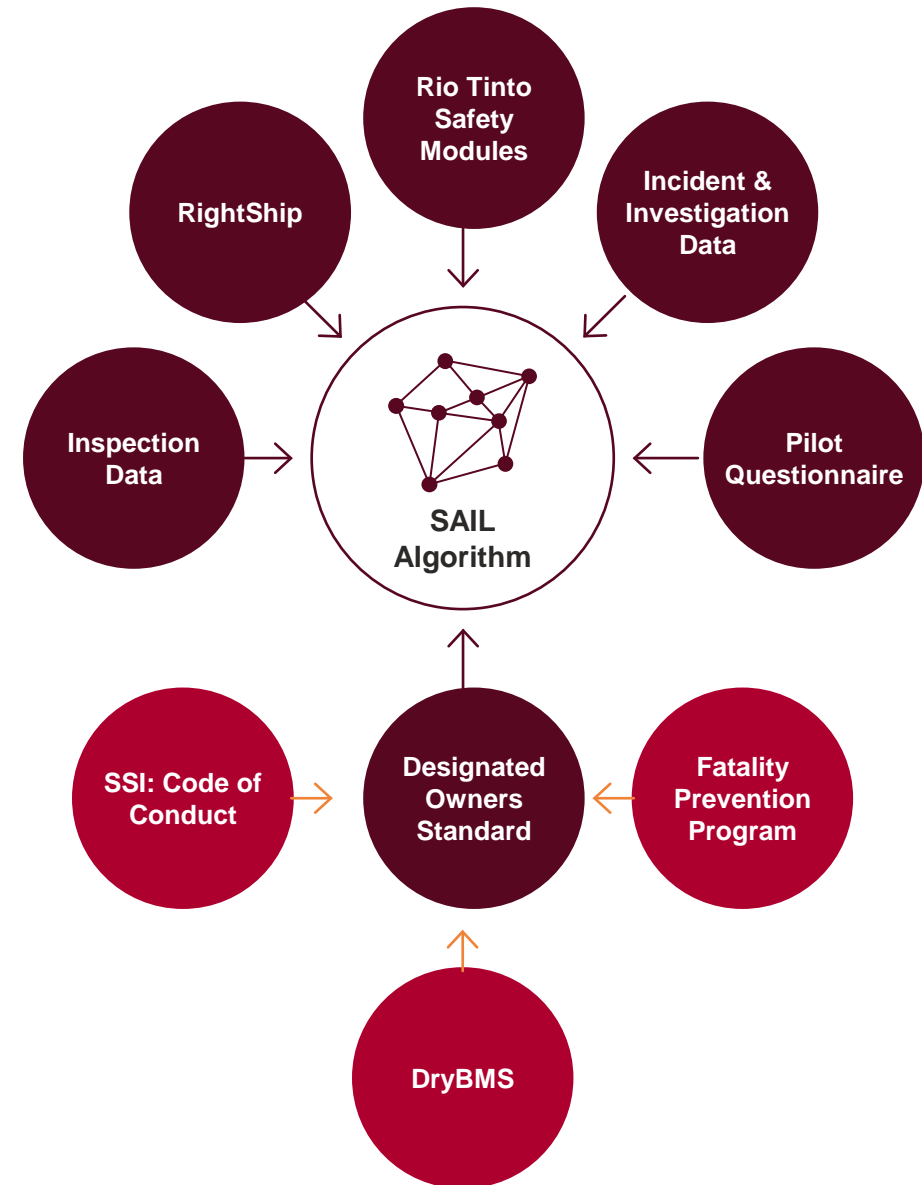 Rio Tinto
Safety
Modules
RightShip
Incident &
Investigation
Data
Inspection
Data
SAIL
Algorithm
Pilot
Questionnaire
SSI: Code of
Conduct
Designated
Owners
Standard
Fatality
Prevention
Program
DryBMS